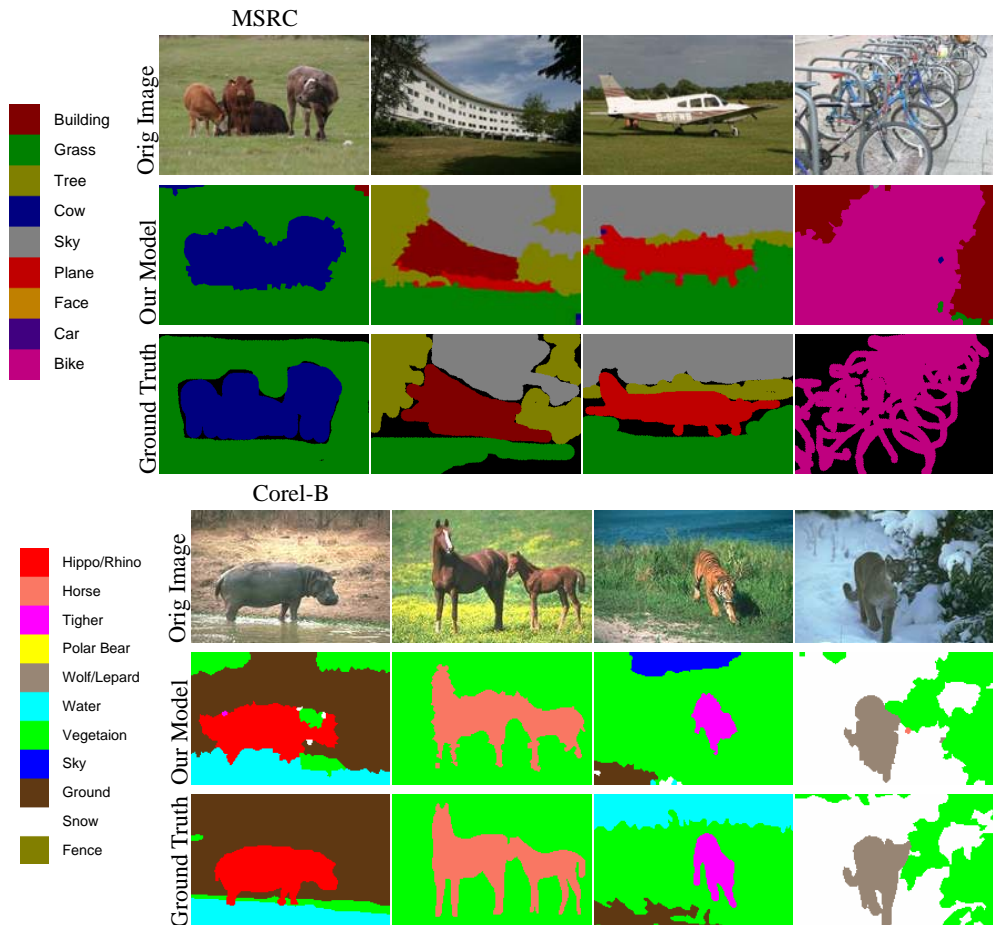 MSRC
Orig Image
Building
Grass
Tree
Cow
Sky
Plane
Face
Car
Bike
Our Model
Ground Truth
Corel-B
Orig Image
Hippo/Rhino
Horse
Tigher
Polar Bear
Wolf/Lepard
Water
Vegetaion
Sky
Ground
Snow
Fence
Our Model
Ground Truth